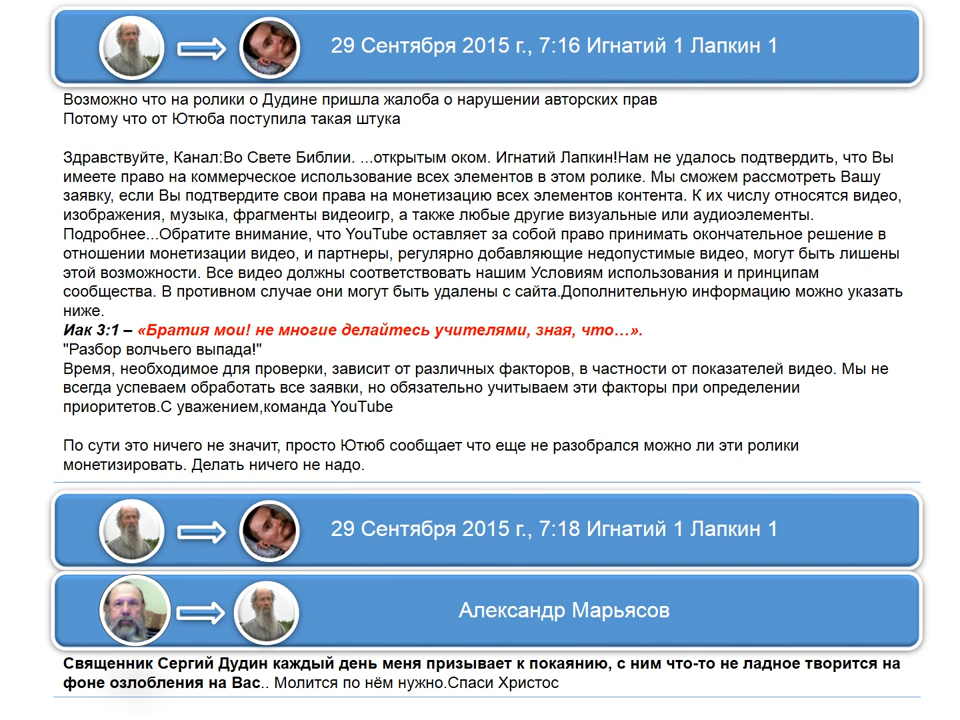 29 Сентября 2015 г., 7:16 Игнатий 1 Лапкин 1
Возможно что на ролики о Дудине пришла жалоба о нарушении авторских прав
Потому что от Ютюба поступила такая штука
Здравствуйте, Канал:Во Свете Библии. ...открытым оком. Игнатий Лапкин!Нам не удалось подтвердить, что Вы
имеете право на коммерческое использование всех элементов в этом ролике. Мы сможем рассмотреть Вашу
заявку, если Вы подтвердите свои права на монетизацию всех элементов контента. К их числу относятся видео,
изображения, музыка, фрагменты видеоигр, а также любые другие визуальные или аудиоэлементы.
Подробнее...Обратите внимание, что YouTube оставляет за собой право принимать окончательное решение в
отношении монетизации видео, и партнеры, регулярно добавляющие недопустимые видео, могут быть лишены
этой возможности. Все видео должны соответствовать нашим Условиям использования и принципам
сообщества. В противном случае они могут быть удалены с сайта.Дополнительную информацию можно указать
ниже.
Иак 3:1 – «Братия мои! не многие делайтесь учителями, зная, что…».
"Разбор волчьего выпада!"
Время, необходимое для проверки, зависит от различных факторов, в частности от показателей видео. Мы не
всегда успеваем обработать все заявки, но обязательно учитываем эти факторы при определении
приоритетов.С уважением,команда YouTube
По сути это ничего не значит, просто Ютюб сообщает что еще не разобрался можно ли эти ролики
монетизировать. Делать ничего не надо.
29 Сентября 2015 г., 7:18 Игнатий 1 Лапкин 1
Александр Марьясов
Священник Сергий Дудин каждый день меня призывает к покаянию, с ним что-то не ладное творится на
фоне озлобления на Вас.. Молится по нём нужно.Спаси Христос